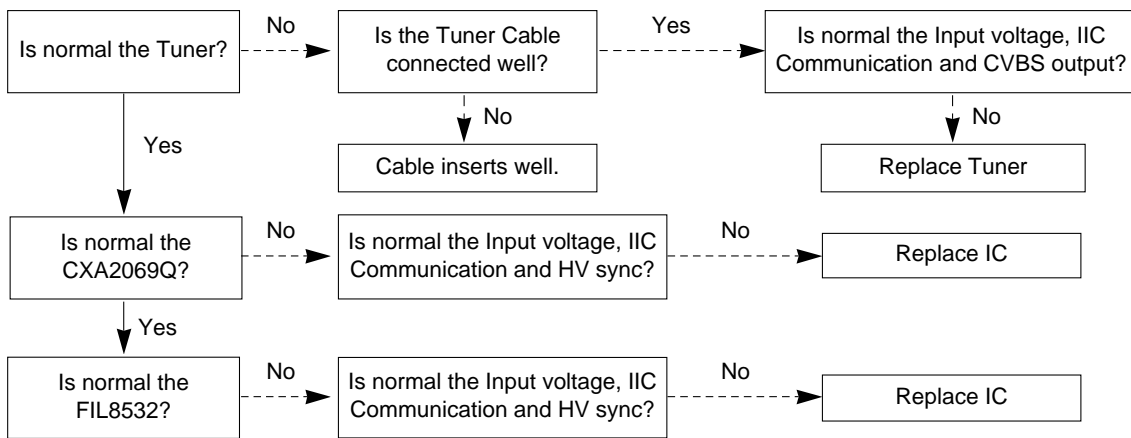 Is normal the Tuner?
No
Is the Tuner Cable
connected well?
Yes
Is normal the Input voltage, IIC
Communication and CVBS output?
No
No
Yes
Cable inserts well.
Replace Tuner
Is normal the
CXA2069Q?
No
Is normal the Input voltage, IIC
Communication and HV sync?
No
Replace IC
Yes
Is normal the
FIL8532?
No
Is normal the Input voltage, IIC
Communication and HV sync?
No
Replace IC